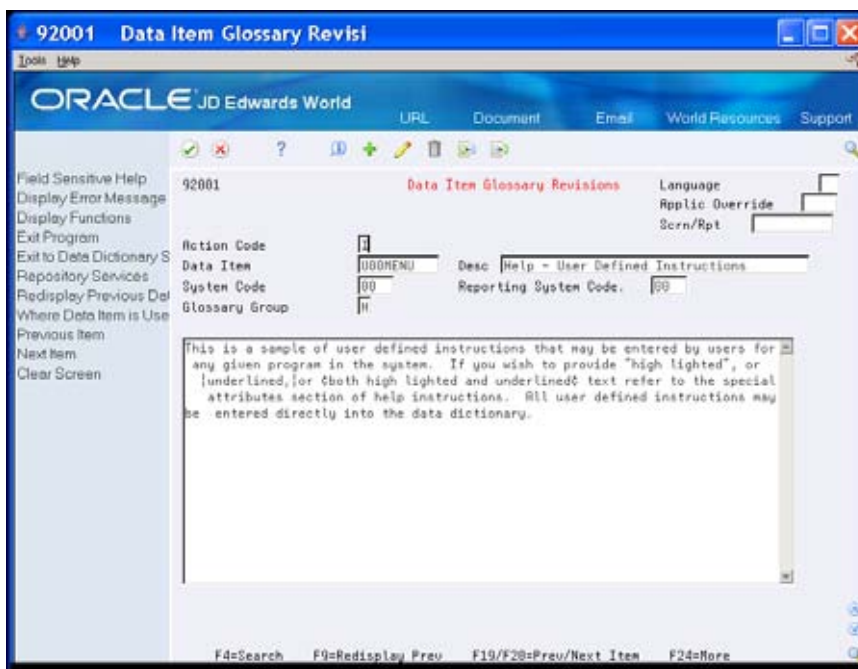 92001 Data Item Glossary Revisi
Tools Help
ORACLE JD Edwards World
URL Document Email World Resources Support
Field Sensitive Help
Display Error Message
Display Functions
Exit Program
Exit to Data Dictionary S
Repository Services
Redisplay Previous Dat
Where Data Item is Use
Previous Item
Next Item
Clear Screen
92001 Data Item Glossary Revisions Language
Applic Override
Scrn/Rpt
Action Code I
Data Item U00MENU Desc Help - User Defined Instructions
System Code 00 Reporting System Code. 00
Glossary Group H
This is a sample of user defined instructions that may be entered by users for
any given program in the system. If you wish to provide "high lighted", or
|underlined,|or ¢both high lighted and underlined¢ text refer to the special
attributes section of help instructions. All user defined instructions may
be entered directly into the data dictionary.
F4=Search F9=Redisplay Prev F19/F20=Prev/Next Item F24=More